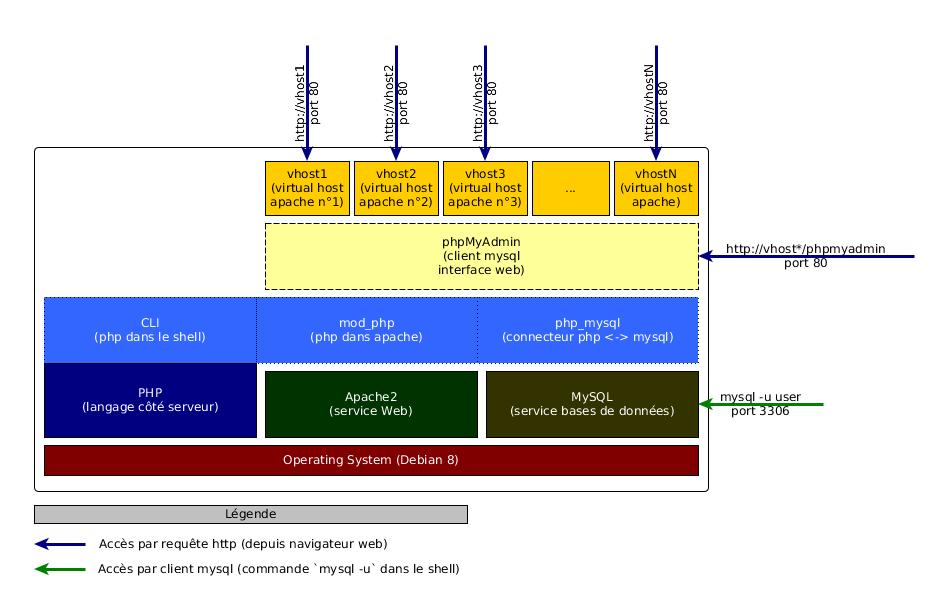 http://vhost1
port 80
http://vhost2
port 80
http://vhost3
port 80
http://vhostN
port 80
vhost1
(virtual host
apache n°1)
vhost2
(virtual host
apache n°2)
vhost3
(virtual host
apache n°3)
...
vhostN
(virtual host
apache)
phpMyAdmin
(client mysql
interface web)
http://vhost*/phpmyadmin
port 80
CLI
(php dans le shell)
mod_php
(php dans apache)
php_mysql
(connecteur php <-> mysql)
PHP
(langage côté serveur)
Apache2
(service Web)
MySQL
(service bases de données)
mysql -u user
port 3306
Operating System (Debian 8)
Légende
Accès par requête http (depuis navigateur web)
Accès par client mysql (commande `mysql -u` dans le shell)